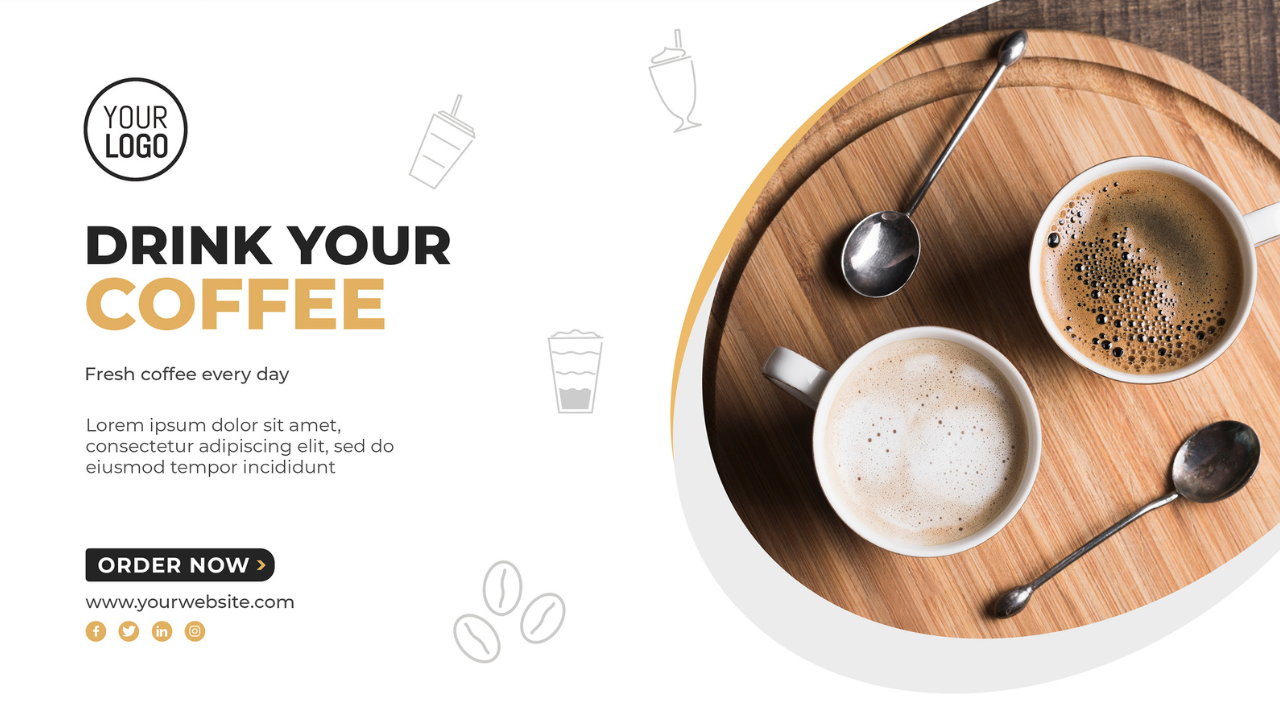 YOUR
LOGO
DRINK YOUR
COFFEE
Fresh coffee every day
Lorem ipsum dolor sit amet,
consectetur adipiscing elit, sed do
eiusmod tempor incididunt
ORDER NOW
www.yourwebsite.com